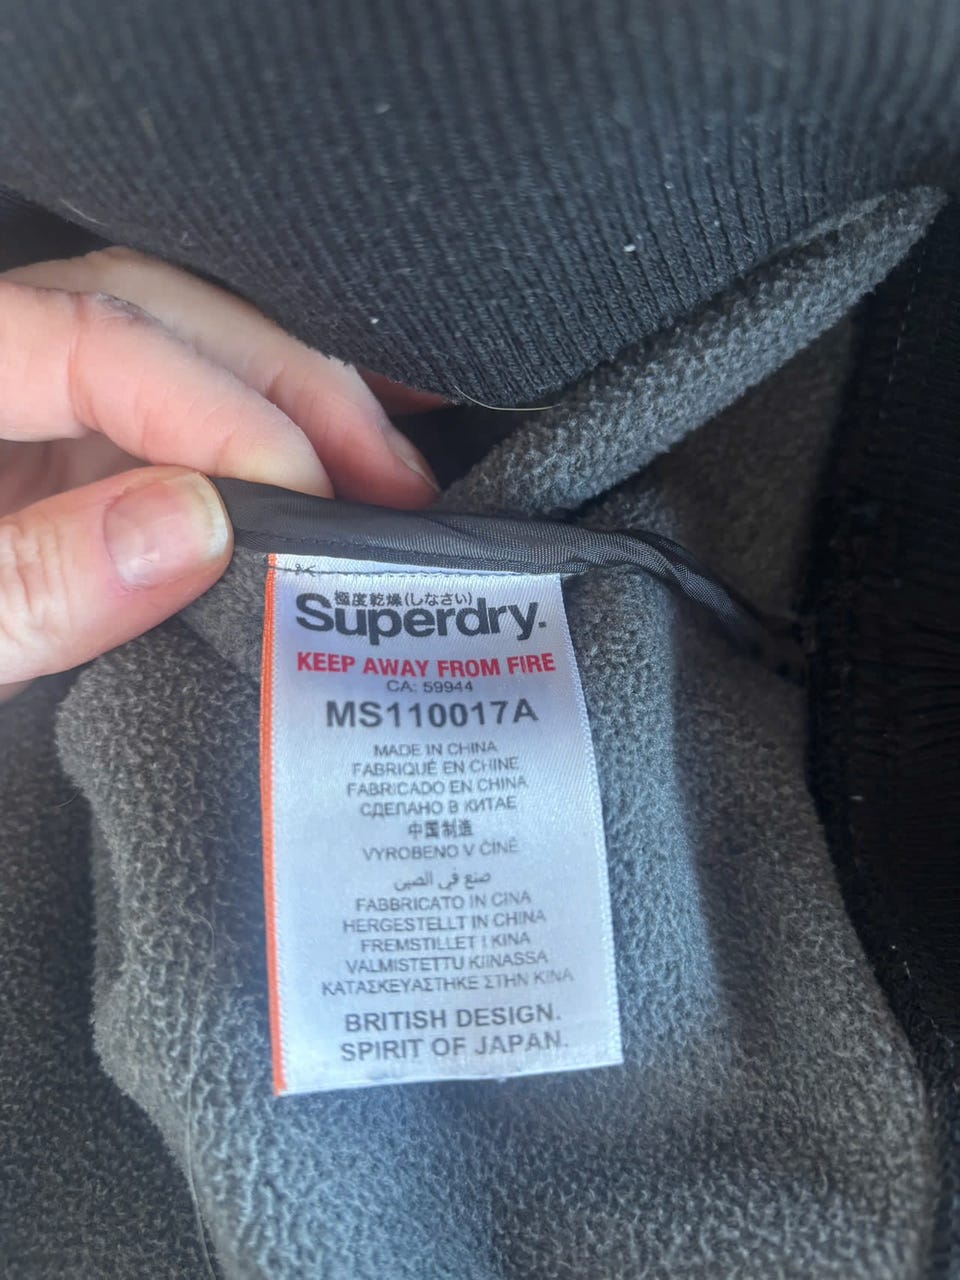 極度乾燥(しなさい)
Superdry.
KEEP AWAY FROM FIRE
CA: 59944
MS110017A
MADE IN CHINA
FABRIQUÉ EN CHINE
FABRICADO EN CHINA
СДЕЛАНО В КИТАЕ
中国制造
VYROBENO V ČÍNĚ
صنع في الصين
FABBRICATO IN CINA
HERGESTELLT IN CHINA
FREMSTILLET I KINA
VALMISTETTU KIINASSA
ΚΑΤΑΣΚΕΥΑΣΤΗΚΕ ΣΤΗΝ ΚΙΝΑ
BRITISH DESIGN.
SPIRIT OF JAPAN.